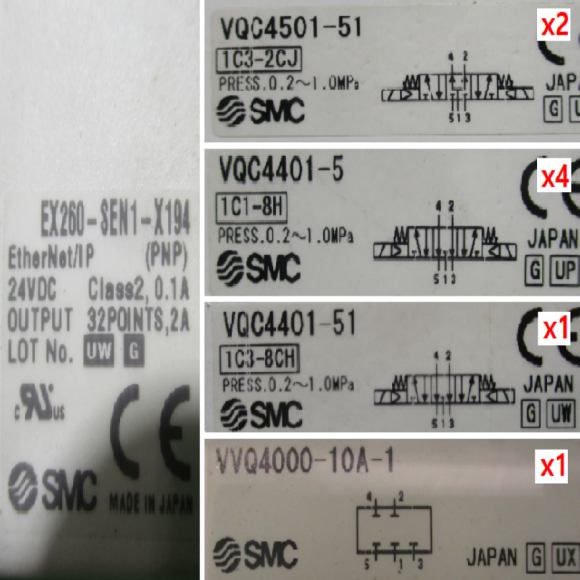 EX260-SEN1-X194
EtherNet/IP (PNP)
24VDC Class2, 0.1A
OUTPUT 32POINTS, 2A
LOT No. UW G
c RU us CE
SMC MADE IN JAPAN
VQC4501-51 x2
1C3-2CJ
4 2
PRESS.0.2~1.0MPa JAPA
5 1 3
SMC G U
VQC4401-5 x4
1C1-8H
4 2
PRESS.0.2~1.0MPa JAPAN
SMC G UP
5 1 3
VQC4401-51 x1
1C3-8CH
4 2
PRESS.0.2~1.0MPa JAPAN
SMC G UW
5 1 3
VVQ4000-10A-1 x1
4 2
5 1 3
SMC JAPAN G UX